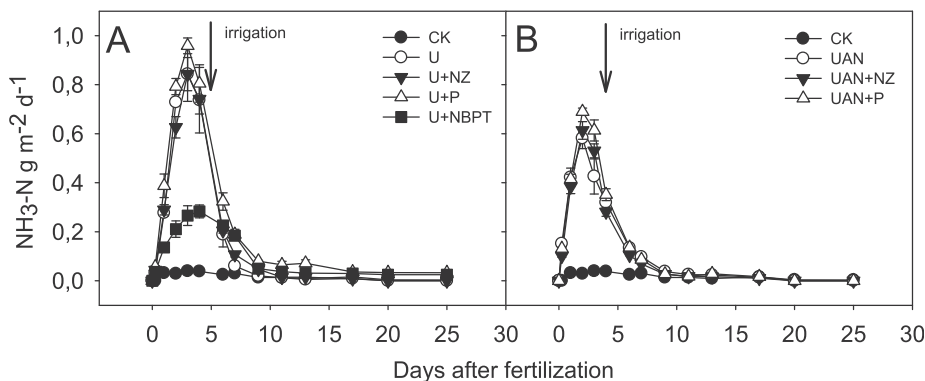 NH3-N g m-2 d-1
1,0
0,8
0,6
0,4
0,2
0,0
A
irrigation
CK
U
U+NZ
U+P
U+NBPT
0 5 10 15 20 25 30
B
irrigation
CK
UAN
UAN+NZ
UAN+P
0 5 10 15 20 25 30
Days after fertilization